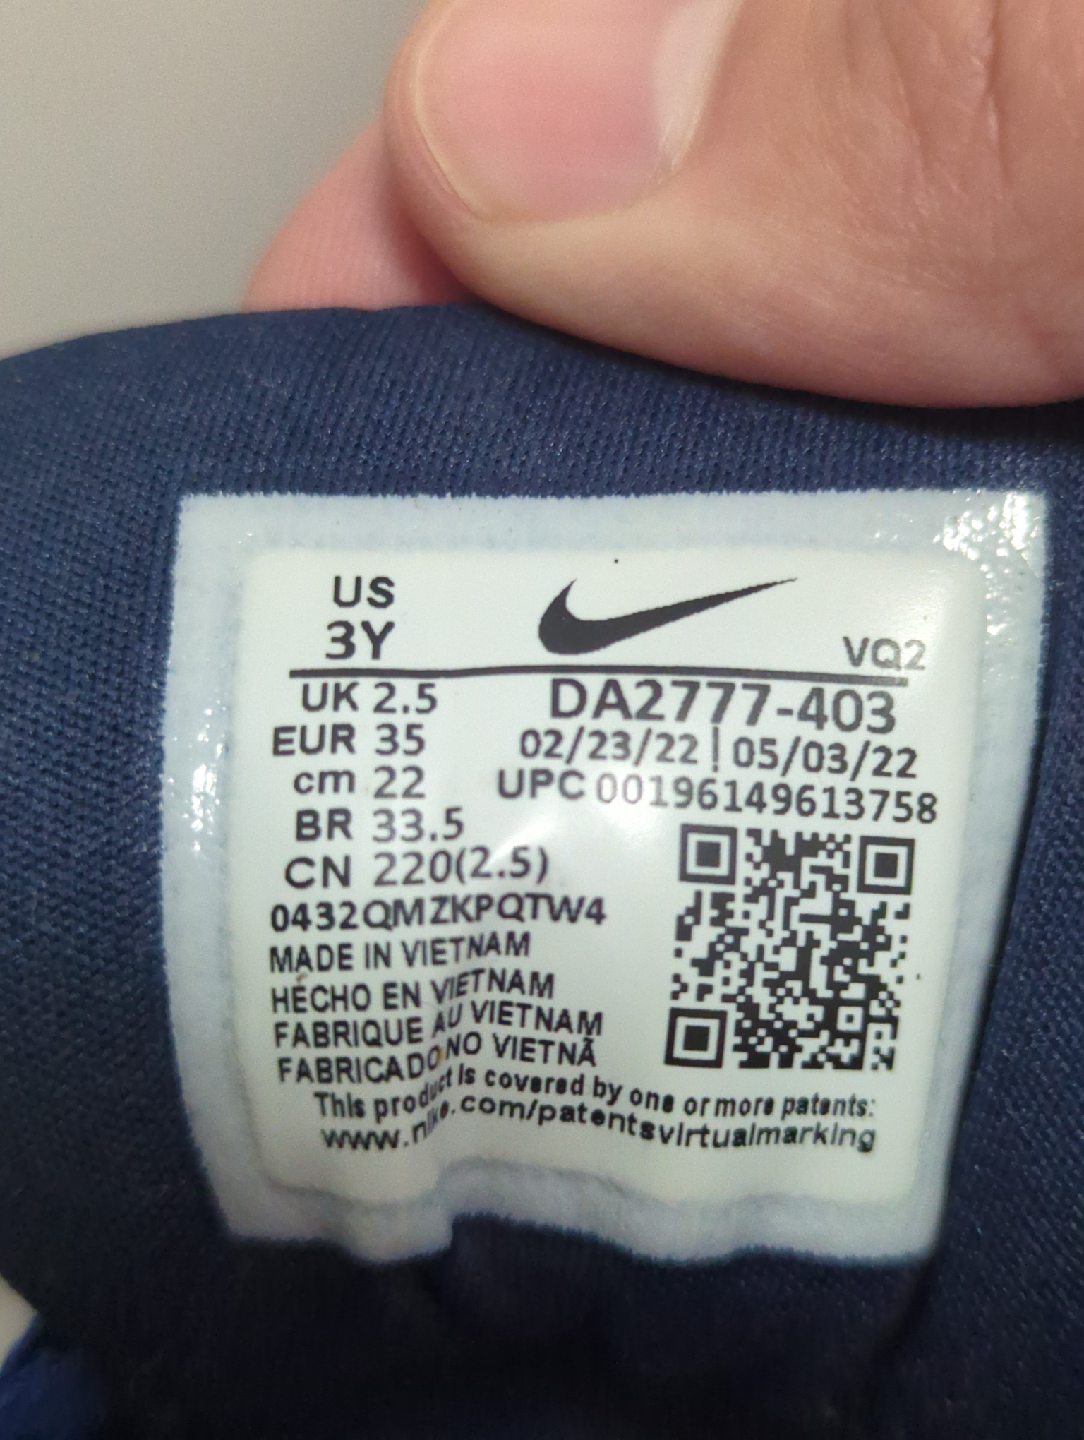 US
3Y
VQ2
UK 2.5
DA2777-403
EUR 35
02/23/22 | 05/03/22
cm 22
UPC 00196149613758
BR 33.5
CN 220(2.5)
0432QMZKPQTW4
MADE IN VIETNAM
HECHO EN VIETNAM
FABRIQUE AU VIETNAM
FABRICADO NO VIETNÃ
This product is covered by one or more patents:
www.nike.com/patentsvirtualmarking